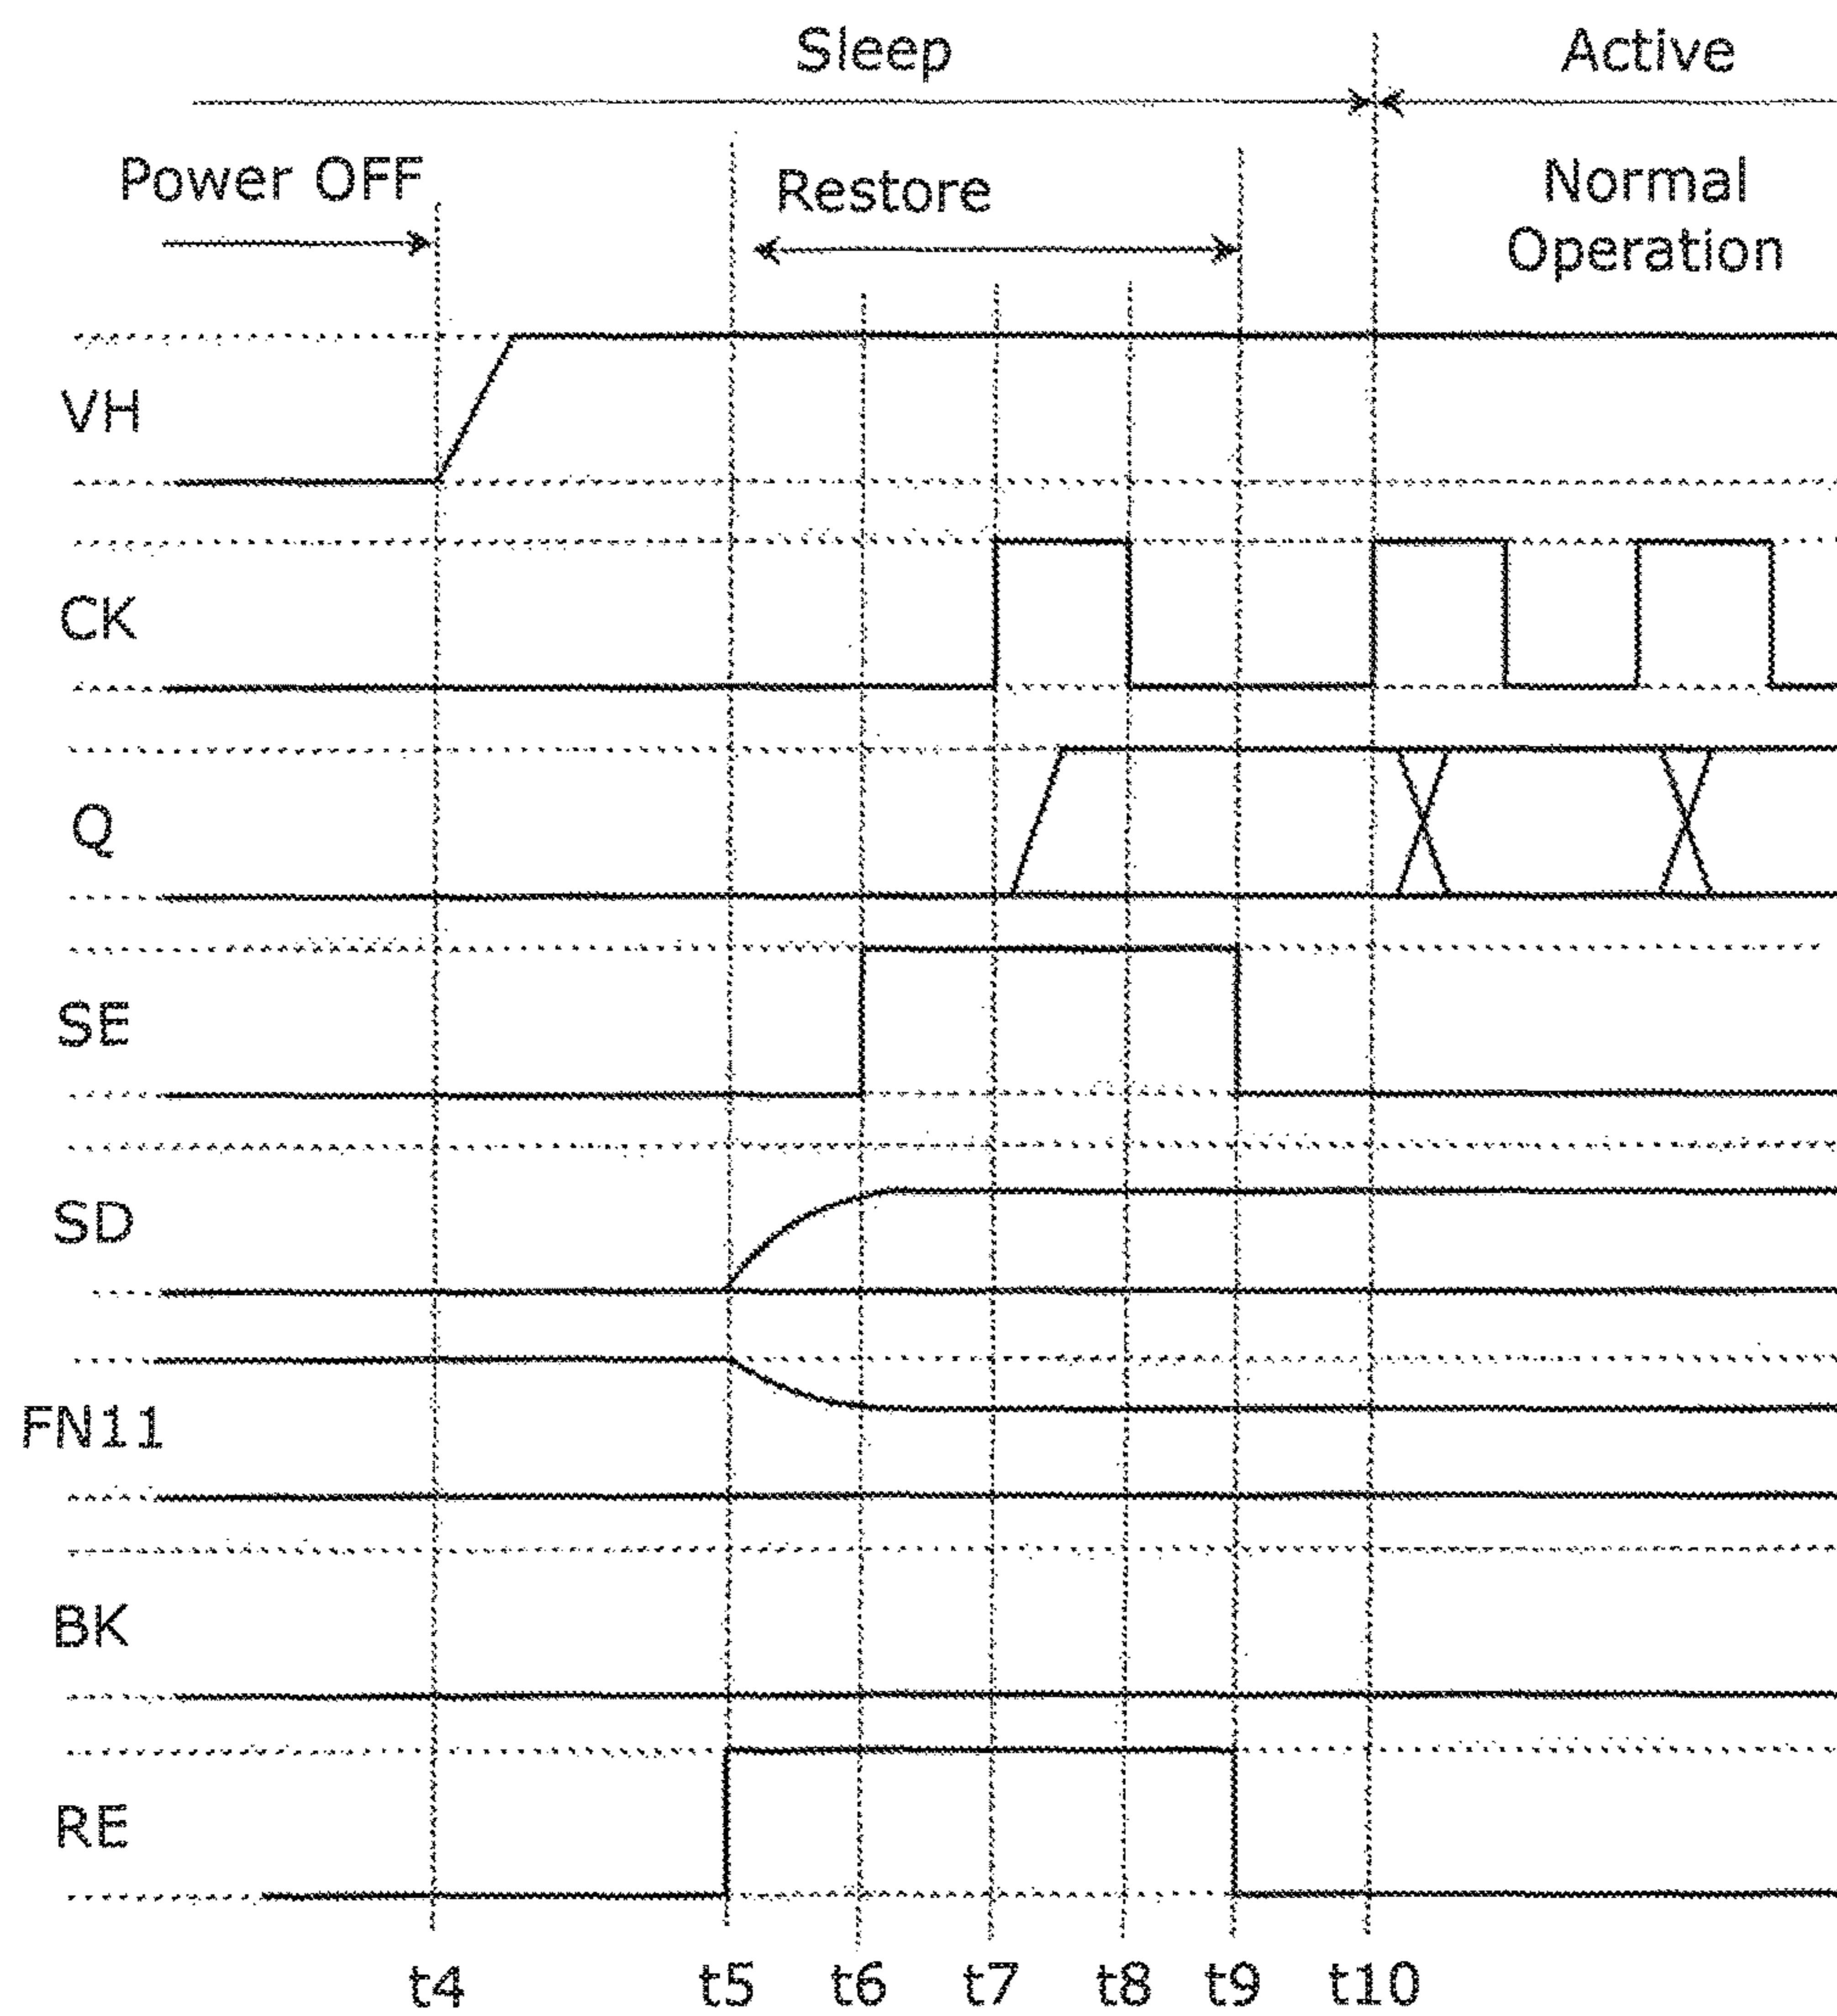 Sleep
Active
Power OFF
Restore
Normal
Operation
VH
CK
Q
SE
SD
FN11
BK
RE
t4
t5
t6
t7
t8
t9
t10